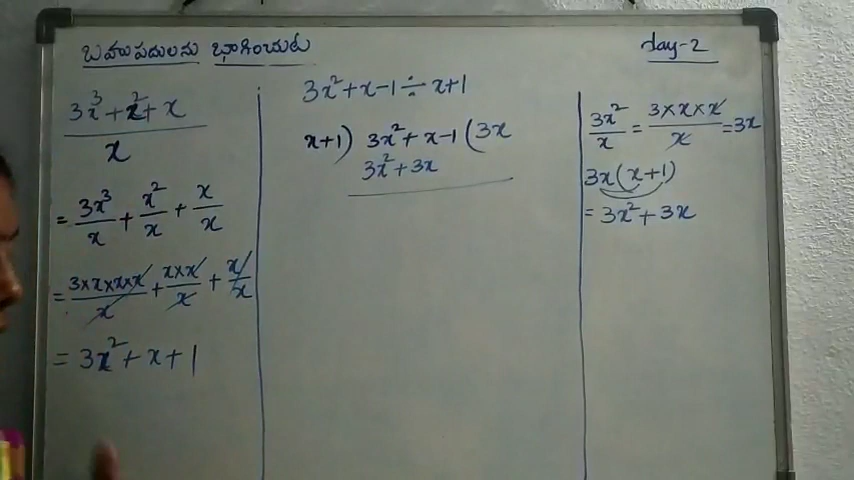 బహుపదులను భాగించుట
day-2
3x³ + x² + x
x
= 3x³/x + x²/x + x/x
= 3×x×x×x/x + x×x/x + x/x
= 3x² + x + 1
3x² + x - 1 ÷ x + 1
x+1) 3x² + x - 1 (3x
3x² + 3x
3x²/x = 3×x×x/x = 3x
3x(x+1)
= 3x² + 3x